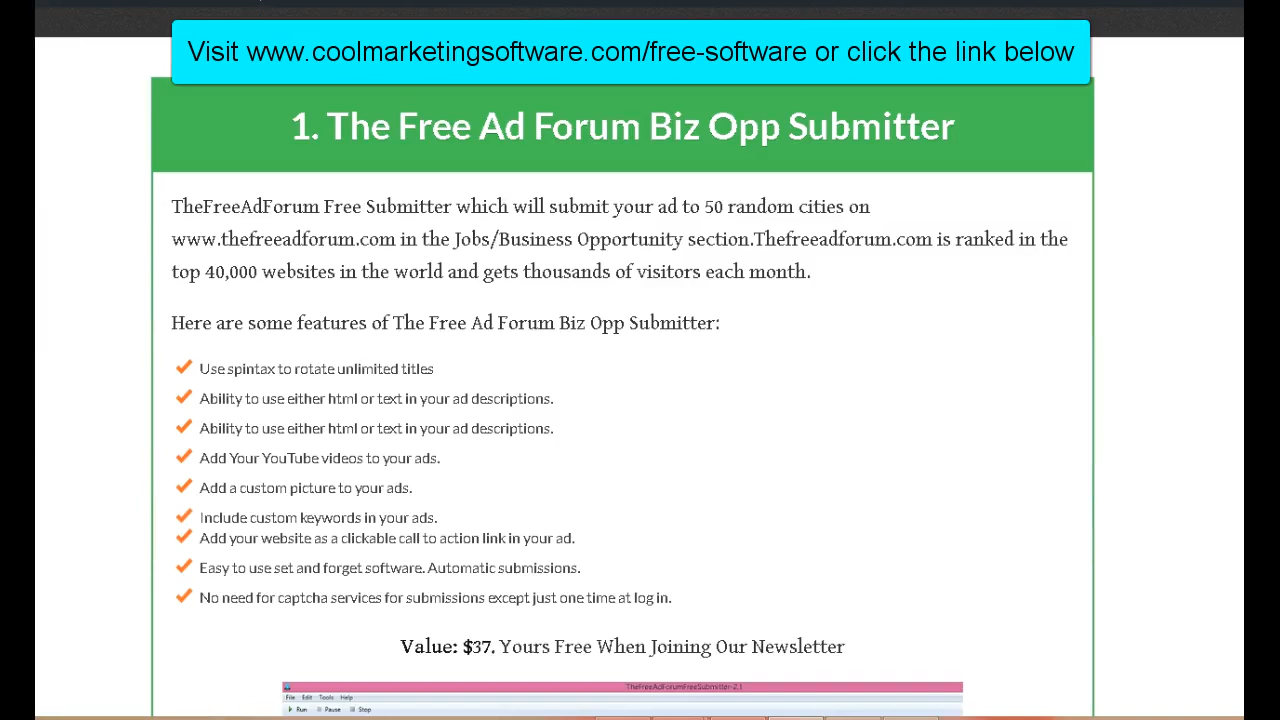 Visit www.coolmarketingsoftware.com/free-software or click the link below
1. The Free Ad Forum Biz Opp Submitter
TheFreeAdForum Free Submitter which will submit your ad to 50 random cities on
www.thefreeadforum.com in the Jobs/Business Opportunity section.Thefreeadforum.com is ranked in the
top 40,000 websites in the world and gets thousands of visitors each month.
Here are some features of The Free Ad Forum Biz Opp Submitter:
Use spintax to rotate unlimited titles
Ability to use either html or text in your ad descriptions.
Ability to use either html or text in your ad descriptions.
Add Your YouTube videos to your ads.
Add a custom picture to your ads.
Include custom keywords in your ads.
Add your website as a clickable call to action link in your ad.
Easy to use set and forget software. Automatic submissions.
No need for captcha services for submissions except just one time at log in.
Value: $37. Yours Free When Joining Our Newsletter
TheFreeAdForumFreeSubmitter-2.1
File Edit Tools Help
Run Pause Stop